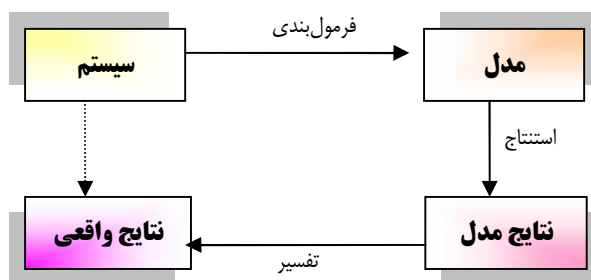 فرمول‌بندی
مدل
سیستم
استنتاج
نتایج مدل
نتایج واقعی
تفسیر